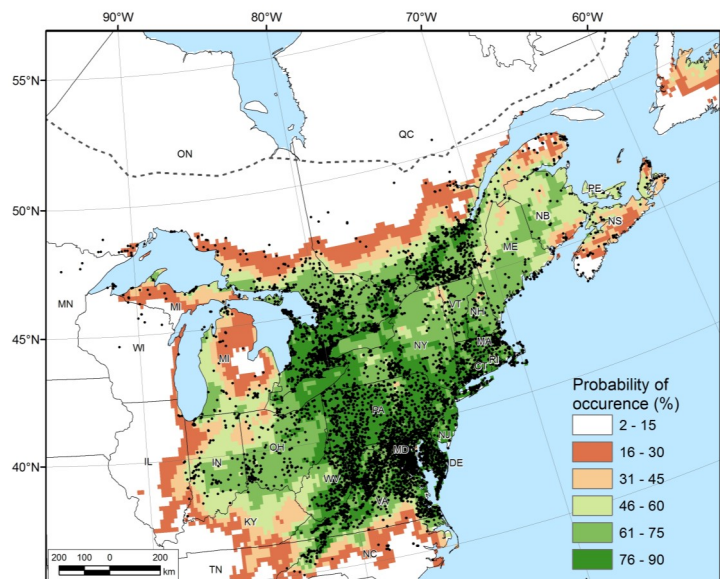 90°W
80°W
70°W
60°W
55°N
50°N
45°N
40°N
ON
QC
PE
NB
NS
ME
MN
MI
VT
NH
WI
MI
NY
MA
RI
CT
PA
NJ
OH
MD
DE
IL
IN
WV
VA
KY
NC
TN
Probability of
occurence (%)
2 - 15
16 - 30
31 - 45
46 - 60
61 - 75
76 - 90
200 100 0 200
km